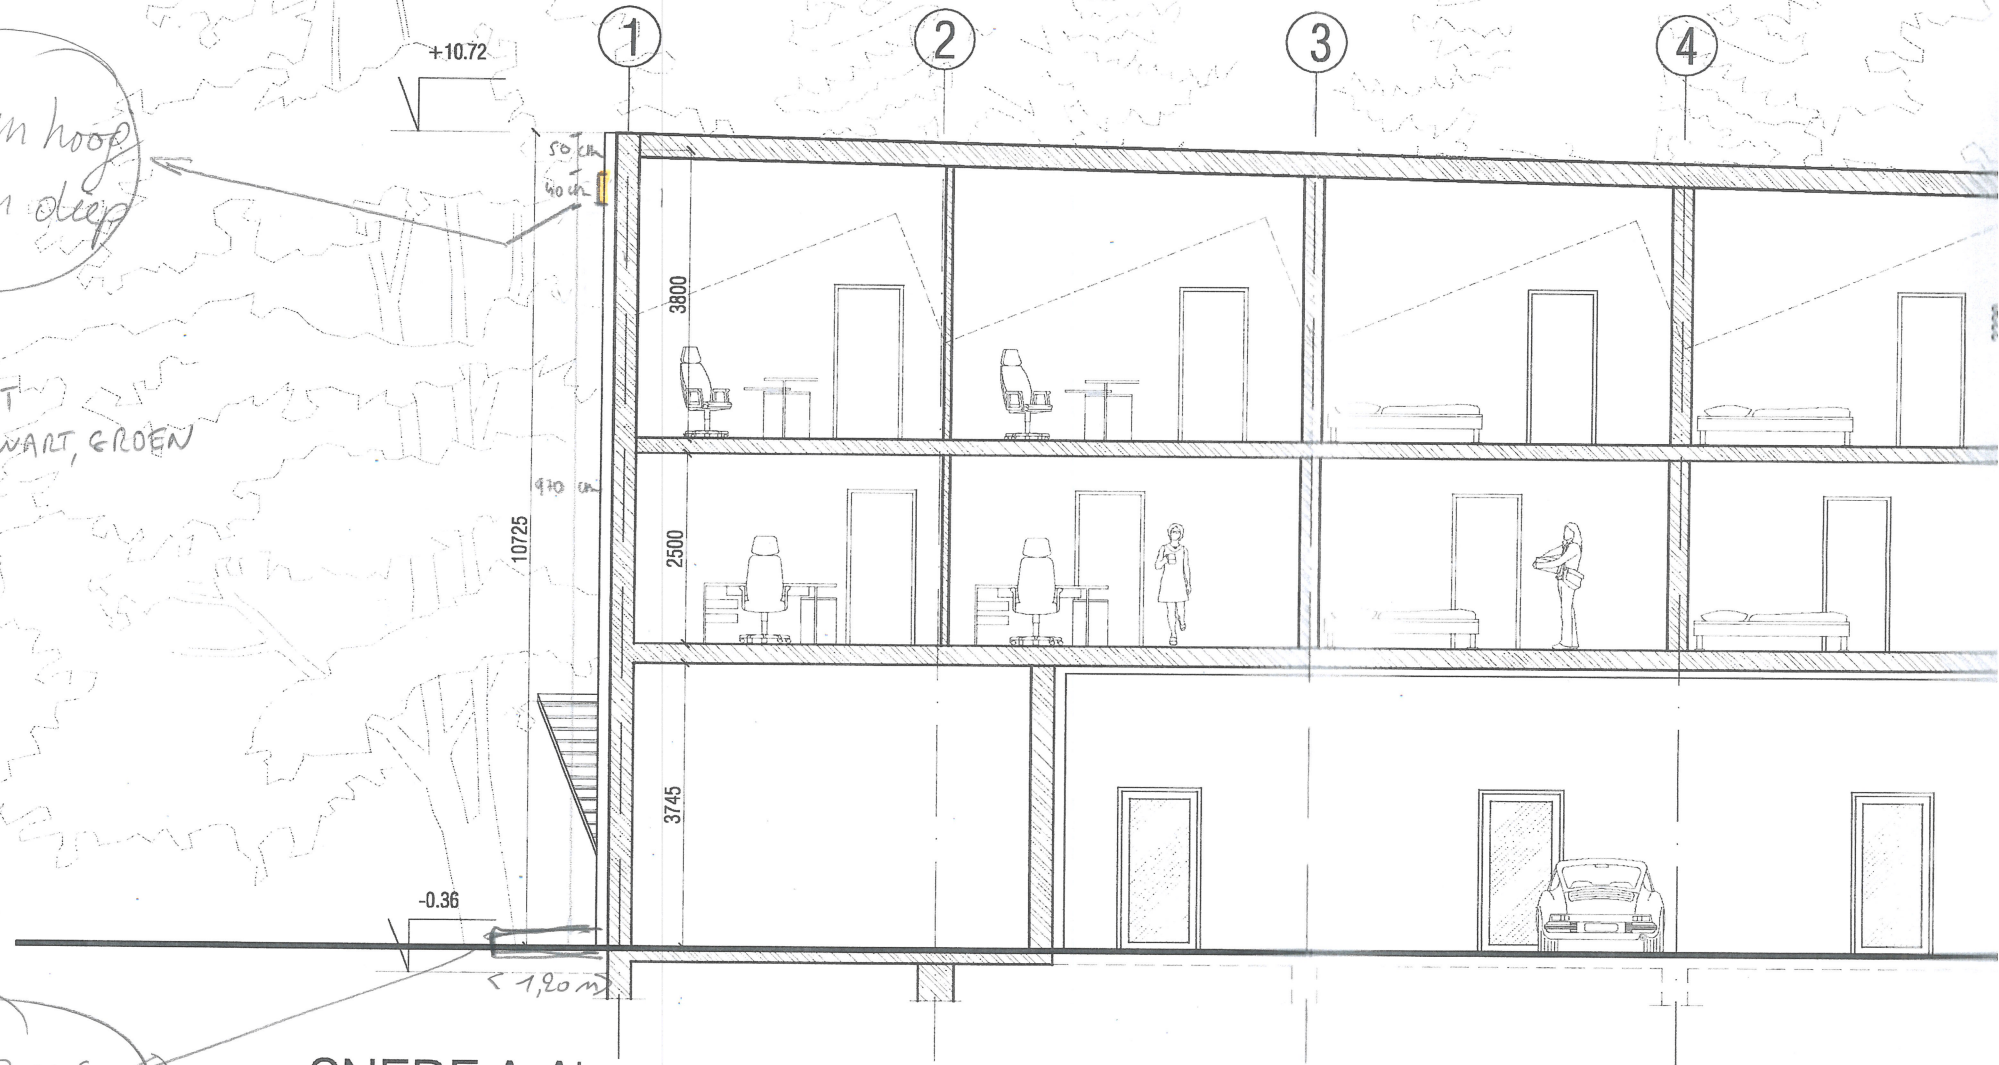 1
2
3
4
+10.72
m hoog
diep
50 cm
40 cm
3800
WART, GROEN
970 cm
10725
2500
3745
-0.36
1,20 m
SNEDE A-A'